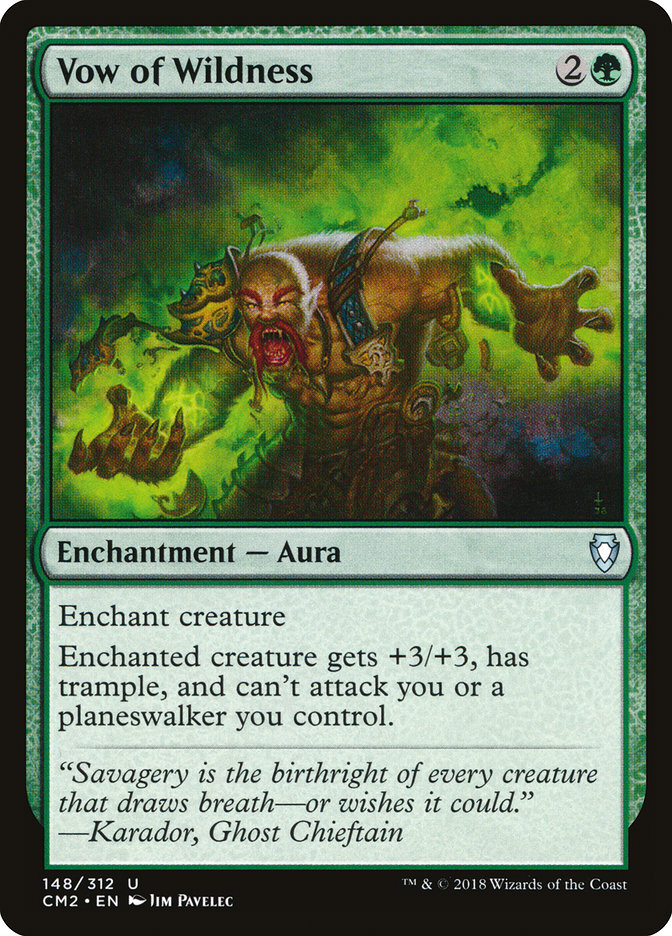 Vow of Wildness 2
Enchantment — Aura
Enchant creature
Enchanted creature gets +3/+3, has
trample, and can't attack you or a
planeswalker you control.
“Savagery is the birthright of every creature
that draws breath—or wishes it could.”
—Karador, Ghost Chieftain
148/312 U
CM2 • EN Jim Pavelec
™ & © 2018 Wizards of the Coast